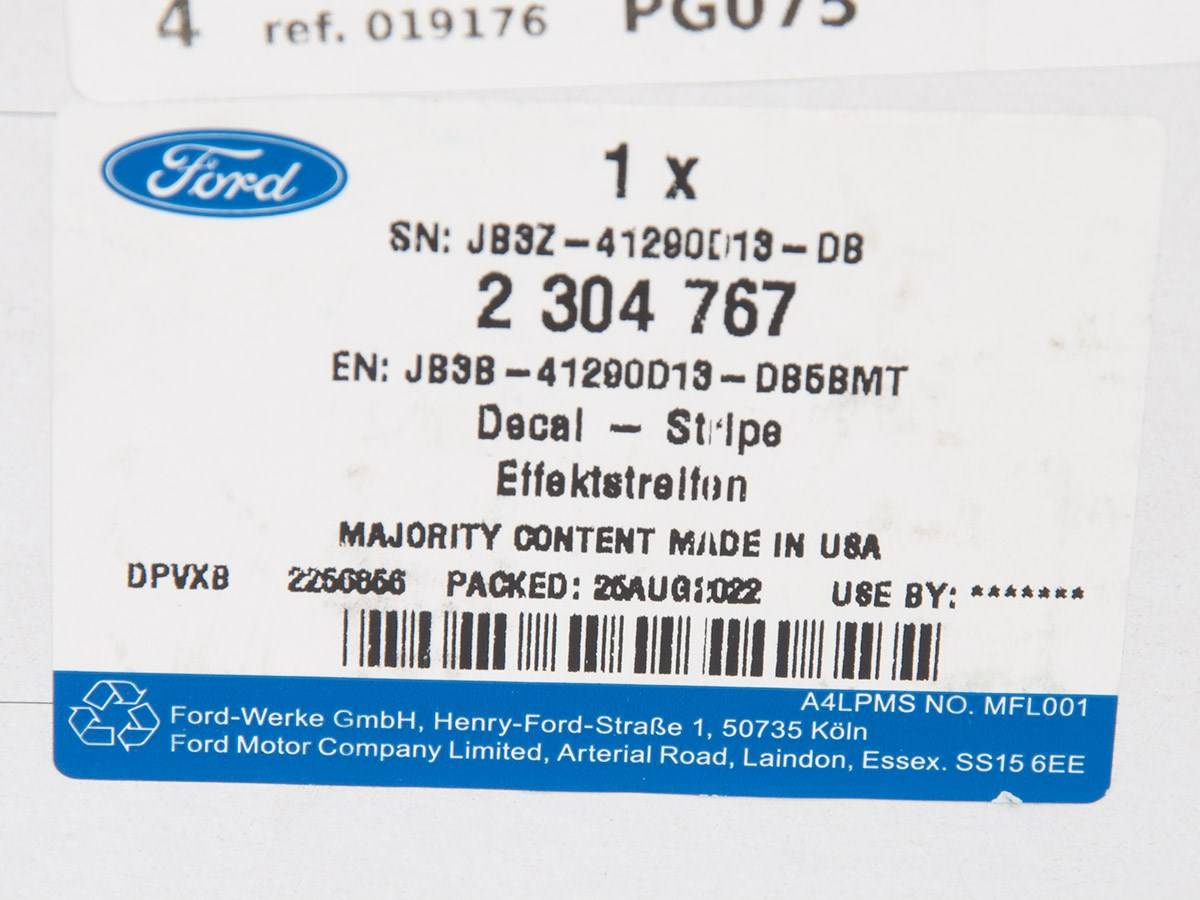 4 ref. 019176 PG075
Ford
1 x
SN: JB3Z-41290D13-DB
2 304 767
EN: JB3B-41290D13-DB5BMT
Decal - Stripe
Effektstreifen
MAJORITY CONTENT MADE IN USA
DPVXB PACKED: 2022 USE BY: *******
A4LPMS NO. MFL001
Ford-Werke GmbH, Henry-Ford-Straße 1, 50735 Köln
Ford Motor Company Limited, Arterial Road, Laindon, Essex. SS15 6EE